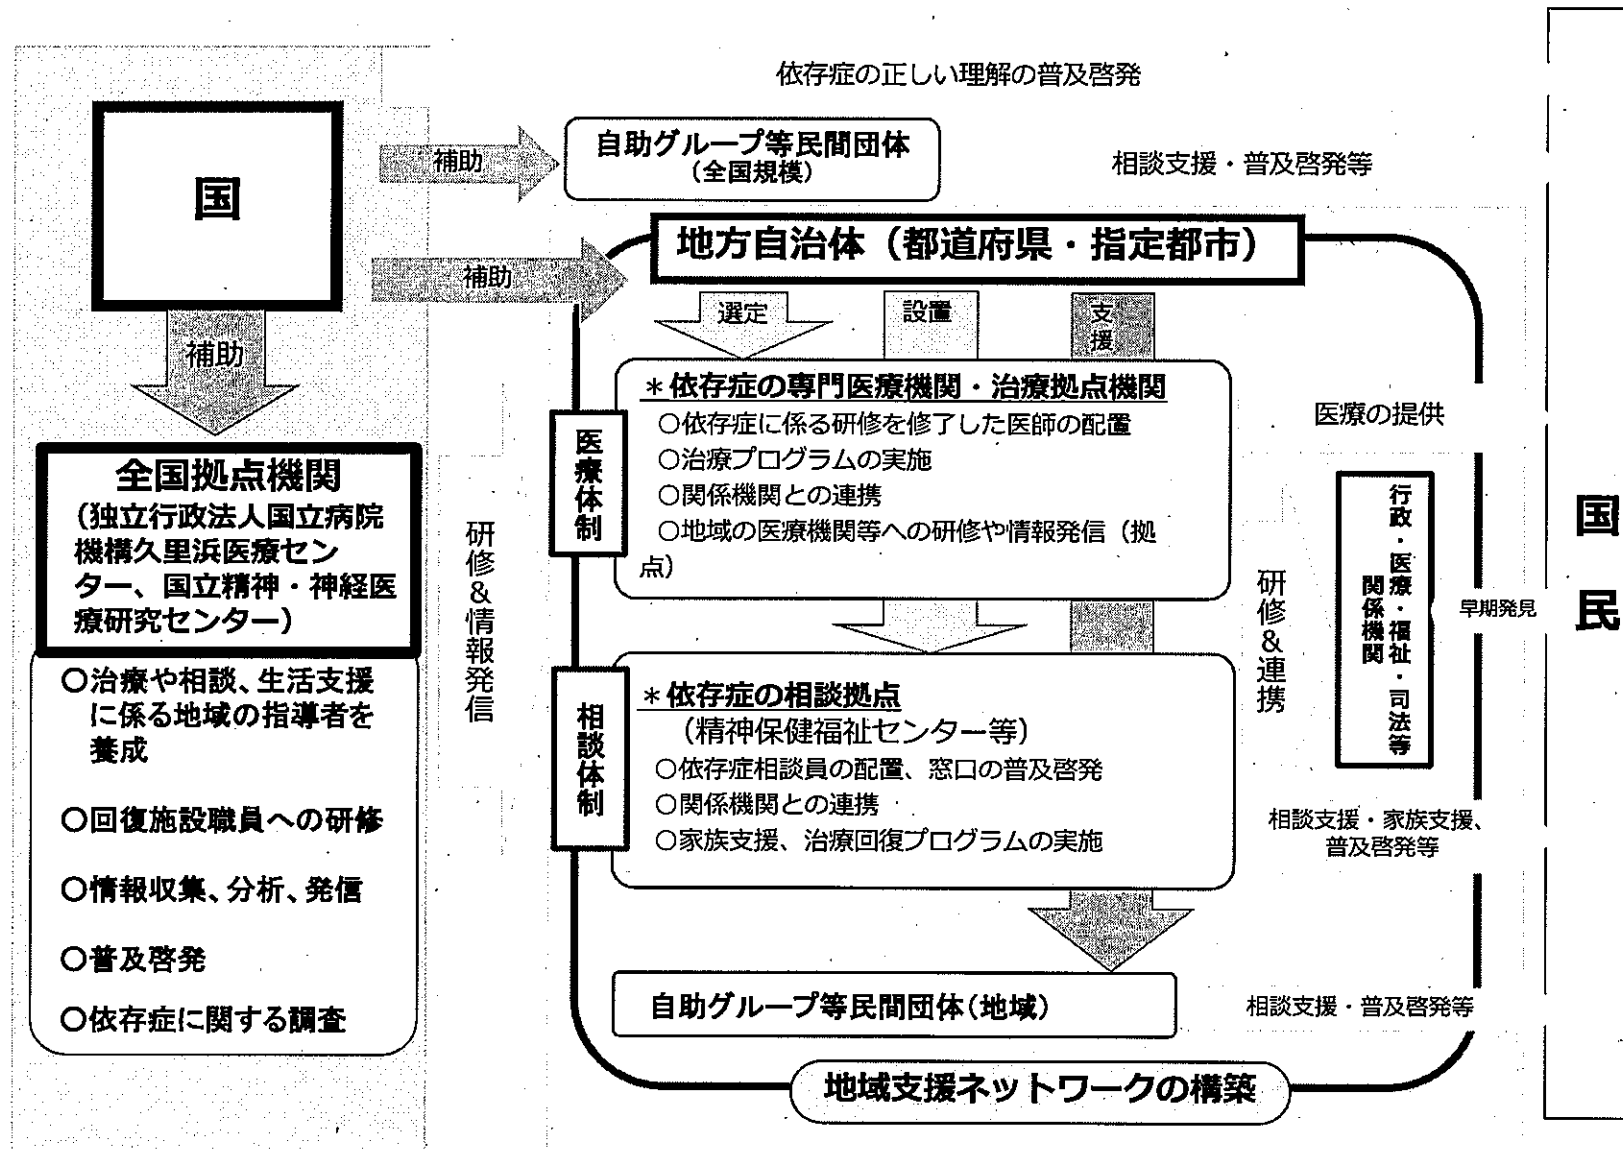 依存症の正しい理解の普及啓発
国
補助
自助グループ等民間団体
（全国規模）
相談支援・普及啓発等
補助
地方自治体（都道府県・指定都市）
補助
選定
設置
支
援
医療体制
＊依存症の専門医療機関・治療拠点機関
○依存症に係る研修を修了した医師の配置
○治療プログラムの実施
○関係機関との連携
○地域の医療機関等への研修や情報発信（拠
点）
医療の提供
全国拠点機関
（独立行政法人国立病院
機構久里浜医療セン
ター、国立精神・神経医
療研究センター）
○治療や相談、生活支援
に係る地域の指導者を
養成
○回復施設職員への研修
○情報収集、分析、発信
○普及啓発
○依存症に関する調査
研修＆情報発信
相談体制
＊依存症の相談拠点
（精神保健福祉センター等）
○依存症相談員の配置、窓口の普及啓発
○関係機関との連携
○家族支援、治療回復プログラムの実施
研修＆連携
行政・医療・福祉・司法等
関係機関
早期発見
国民
相談支援・家族支援、
普及啓発等
自助グループ等民間団体（地域）
相談支援・普及啓発等
地域支援ネットワークの構築